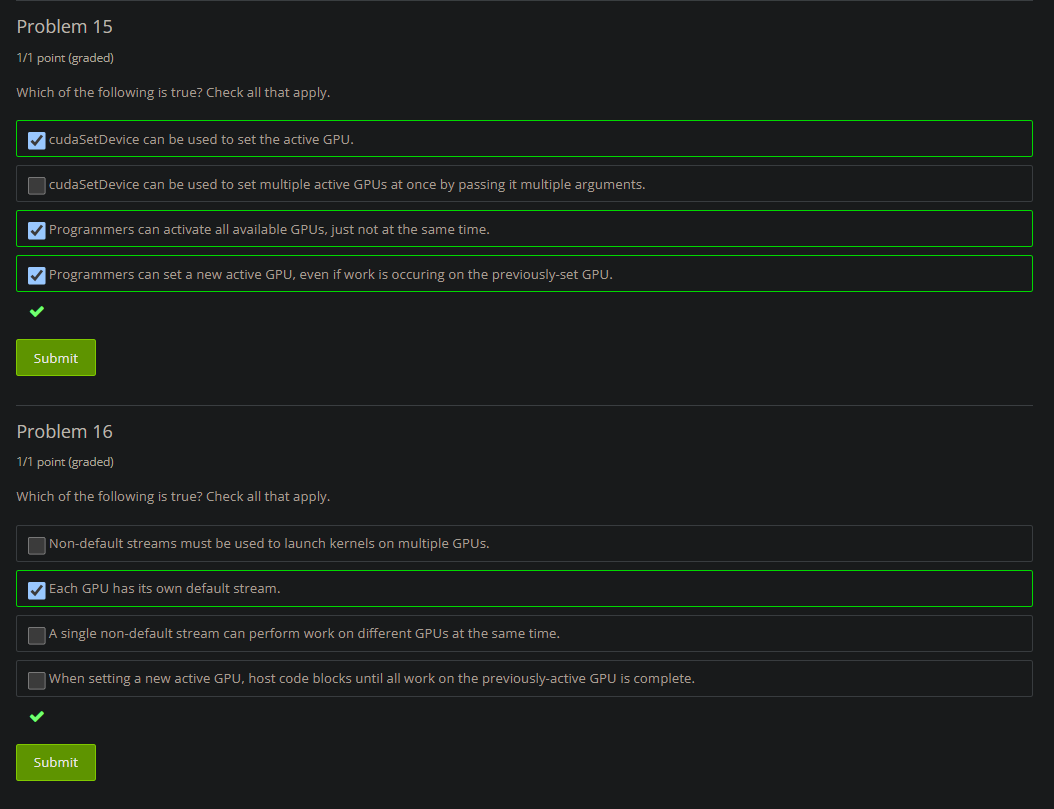 Problem 15
1/1 point (graded)
Which of the following is true? Check all that apply.
cudaSetDevice can be used to set the active GPU.
cudaSetDevice can be used to set multiple active GPUs at once by passing it multiple arguments.
Programmers can activate all available GPUs, just not at the same time.
Programmers can set a new active GPU, even if work is occuring on the previously-set GPU.
Submit
Problem 16
1/1 point (graded)
Which of the following is true? Check all that apply.
Non-default streams must be used to launch kernels on multiple GPUs.
Each GPU has its own default stream.
A single non-default stream can perform work on different GPUs at the same time.
When setting a new active GPU, host code blocks until all work on the previously-active GPU is complete.
Submit